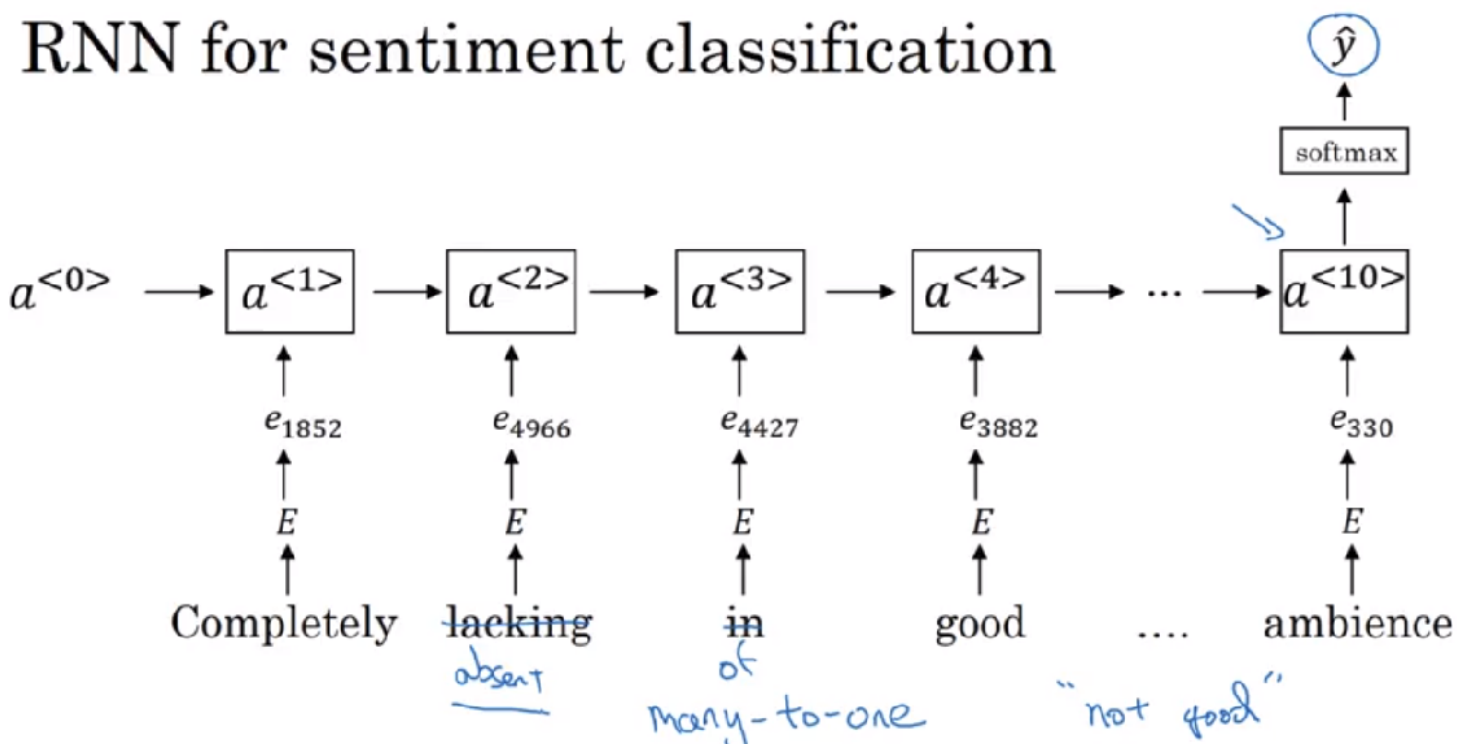 RNN for sentiment classification
ŷ
softmax
a<0> a<1> a<2> a<3> a<4> ... a<10>
e1852 e4966 e4427 e3882 e330
E E E E E
Completely lacking in good .... ambience
absent of
many-to-one "not good"